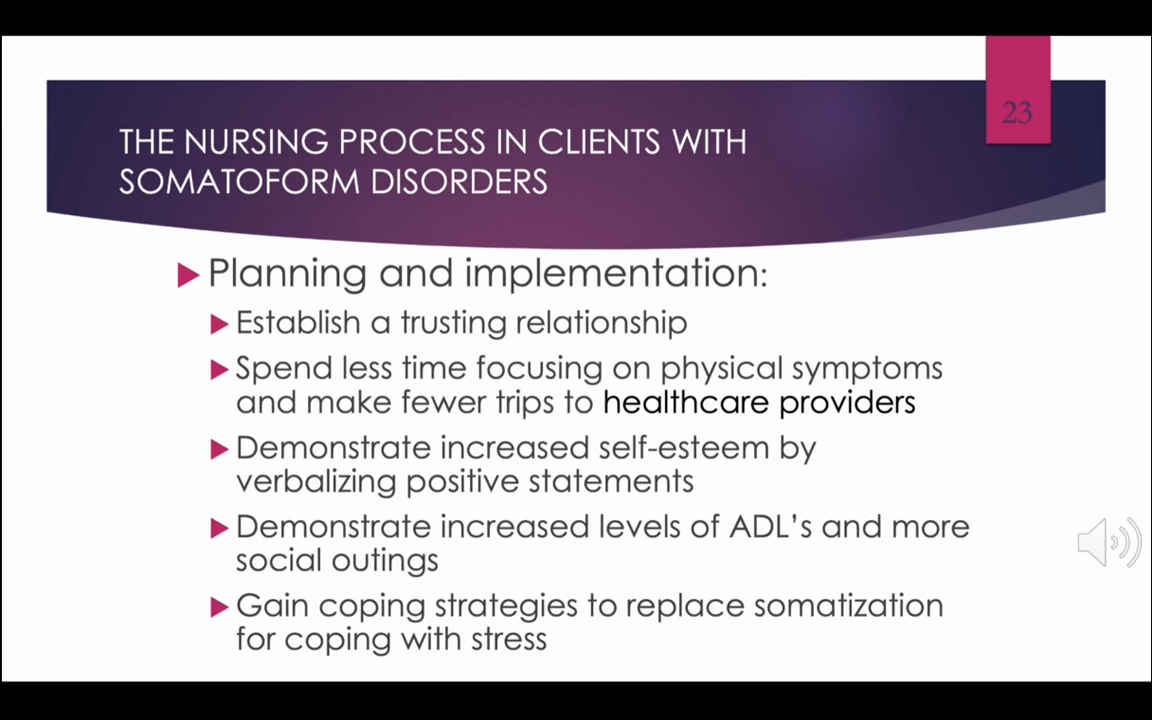 23
THE NURSING PROCESS IN CLIENTS WITH
SOMATOFORM DISORDERS
Planning and implementation:
Establish a trusting relationship
Spend less time focusing on physical symptoms
and make fewer trips to healthcare providers
Demonstrate increased self-esteem by
verbalizing positive statements
Demonstrate increased levels of ADL’s and more
social outings
Gain coping strategies to replace somatization
for coping with stress